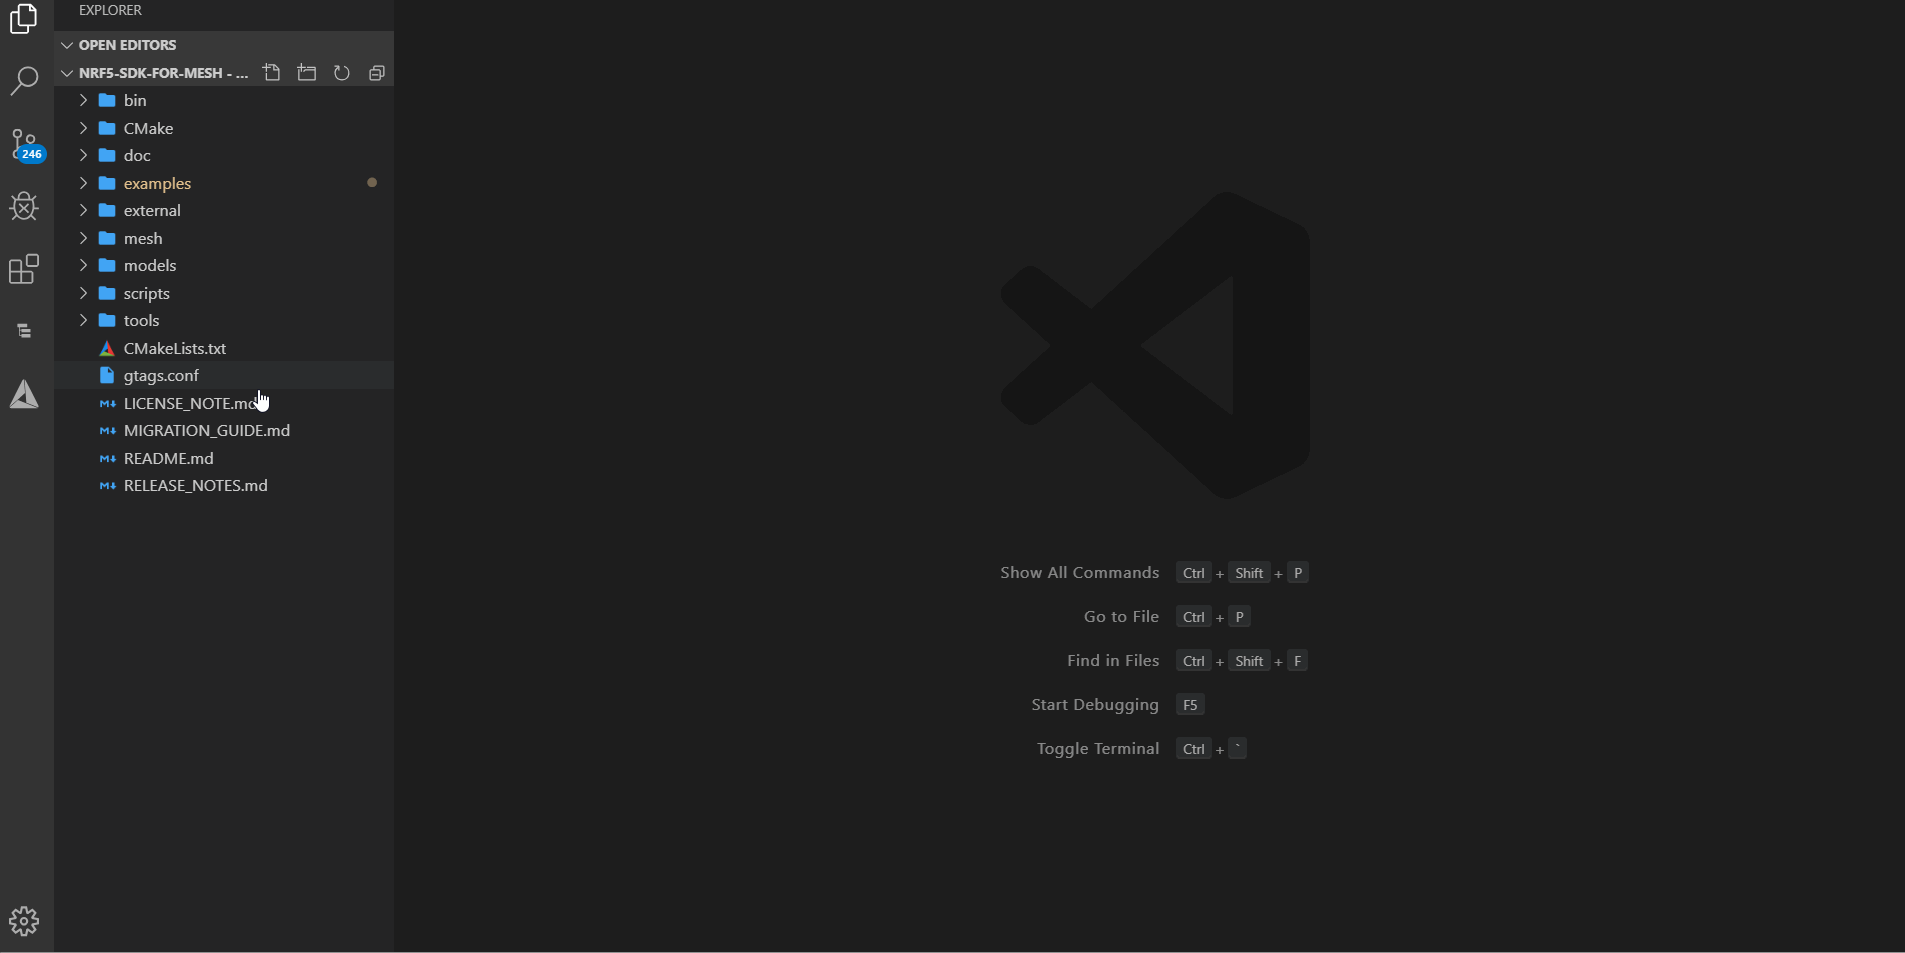 EXPLORER
OPEN EDITORS
NRF5-SDK-FOR-MESH - ...
bin
CMake
doc
246
examples
external
mesh
models
scripts
tools
CMakeLists.txt
gtags.conf
LICENSE_NOTE.md
MIGRATION_GUIDE.md
README.md
RELEASE_NOTES.md
Show All Commands Ctrl + Shift + P
Go to File Ctrl + P
Find in Files Ctrl + Shift + F
Start Debugging F5
Toggle Terminal Ctrl + `